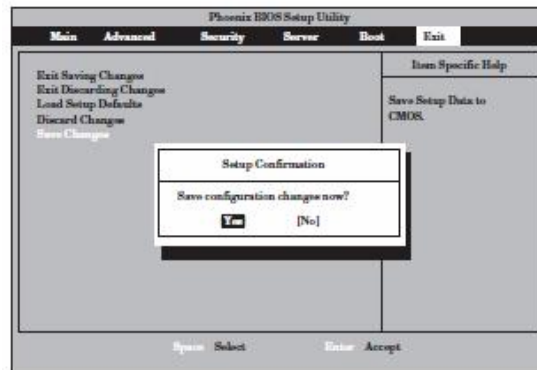 Phoenix BIOS Setup Utility
Main Advanced Security Server Boot Exit
Exit Saving Changes
Exit Discarding Changes
Load Setup Defaults
Discard Changes
Save Changes
Item Specific Help
Save Setup Data to
CMOS.
Setup Confirmation
Save configuration changes now?
Yes [No]
Space Select Enter Accept